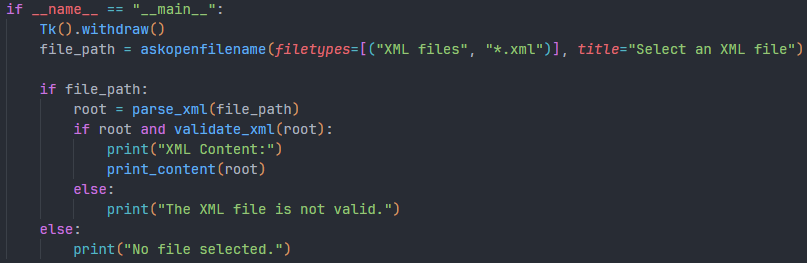 if __name__ == "__main__":
    Tk().withdraw()
    file_path = askopenfilename(filetypes=[("XML files", "*.xml")], title="Select an XML file")

    if file_path:
        root = parse_xml(file_path)
        if root and validate_xml(root):
            print("XML Content:")
            print_content(root)
        else:
            print("The XML file is not valid.")
    else:
        print("No file selected.")